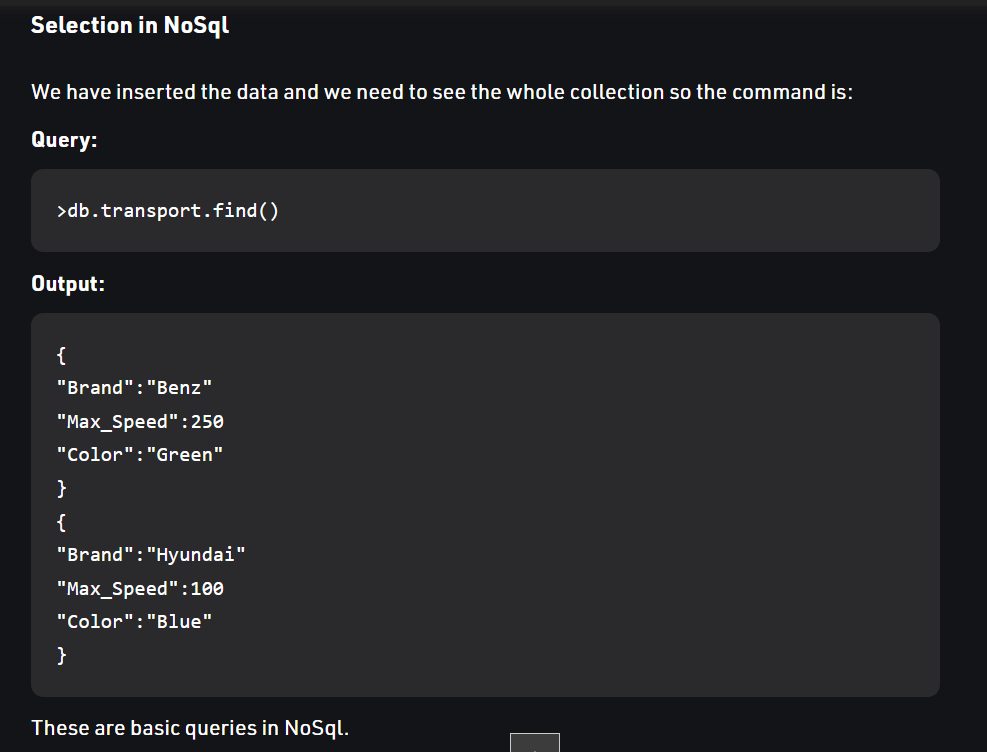 Selection in NoSql
We have inserted the data and we need to see the whole collection so the command is:
Query:
>db.transport.find()
Output:
{
"Brand":"Benz"
"Max_Speed":250
"Color":"Green"
}
{
"Brand":"Hyundai"
"Max_Speed":100
"Color":"Blue"
}
These are basic queries in NoSql.